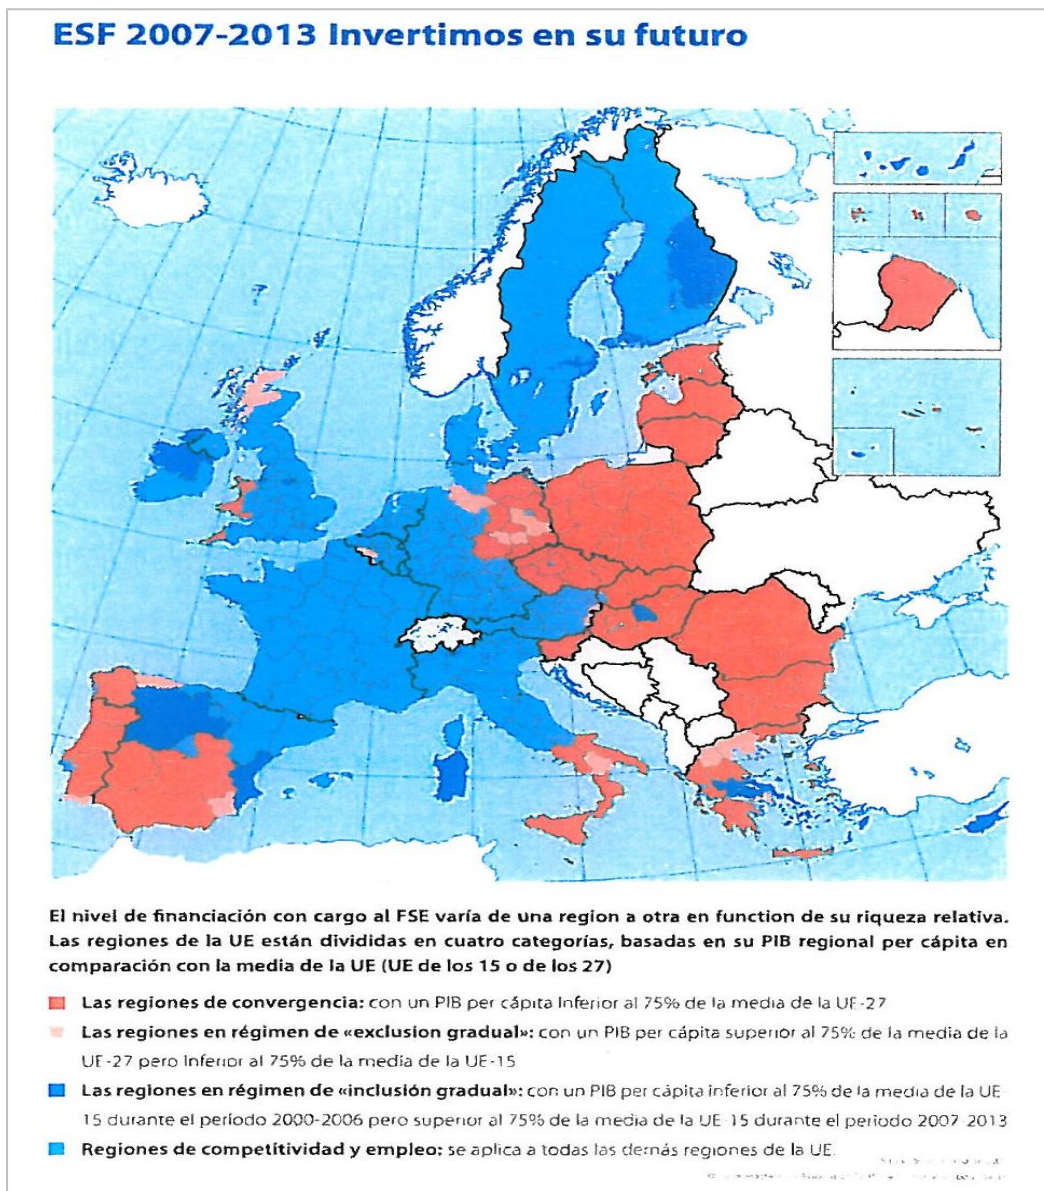 ESF 2007-2013 Invertimos en su futuro
El nivel de financiación con cargo al FSE varía de una region a otra en function de su riqueza relativa.
Las regiones de la UE están divididas en cuatro categorías, basadas en su PIB regional per cápita en
comparación con la media de la UE (UE de los 15 o de los 27)
Las regiones de convergencia: con un PIB per cápita Inferior al 75% de la media de la UE-27
Las regiones en régimen de «exclusion gradual»: con un PIB per cápita superior al 75% de la media de la
UE-27 pero Inferior al 75% de la media de la UE-15
Las regiones en régimen de «inclusión gradual»: con un PIB per cápita inferior al 75% de la media de la UE-
15 durante el período 2000-2006 pero superior al 75% de la media de la UE-15 durante el periodo 2007-2013
Regiones de competitividad y empleo: se aplica a todas las demás regiones de la UE.